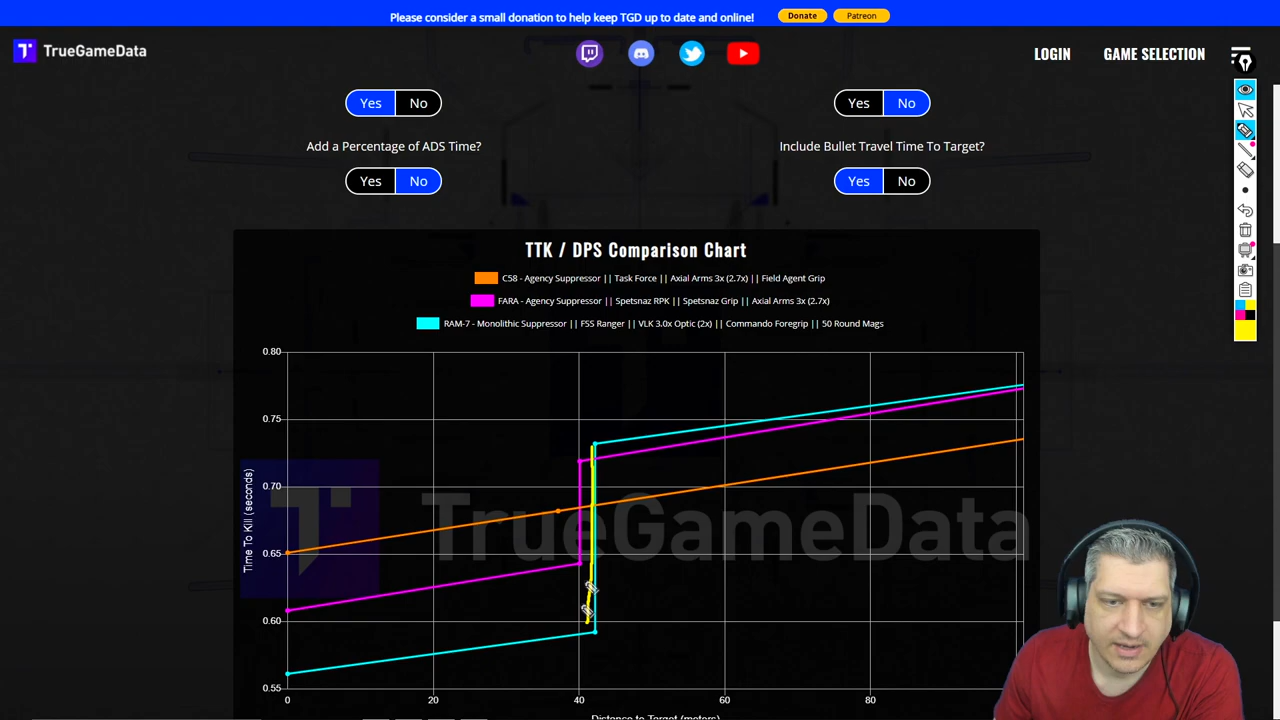 Please consider a small donation to help keep TGD up to date and online! Donate Patreon
TrueGameData
LOGIN GAME SELECTION
Yes No Yes No
Add a Percentage of ADS Time? Include Bullet Travel Time To Target?
Yes No Yes No
TTK / DPS Comparison Chart
C58 - Agency Suppressor || Task Force || Axial Arms 3x (2.7x) || Field Agent Grip
FARA - Agency Suppressor || Spetsnaz RPK || Spetsnaz Grip || Axial Arms 3x (2.7x)
RAM-7 - Monolithic Suppressor || FSS Ranger || VLK 3.0x Optic (2x) || Commando Foregrip || 50 Round Mags
0.80
0.75
0.70
0.65
0.60
0.55
Time To Kill (seconds)
TrueGameData
0 20 40 60 80
Distance to Target (meters)